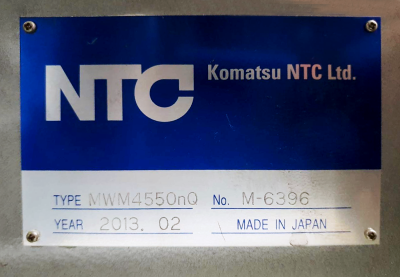 NTC Komatsu NTC Ltd.
TYPE MWM4550nQ No. M-6396
YEAR 2013. 02 MADE IN JAPAN